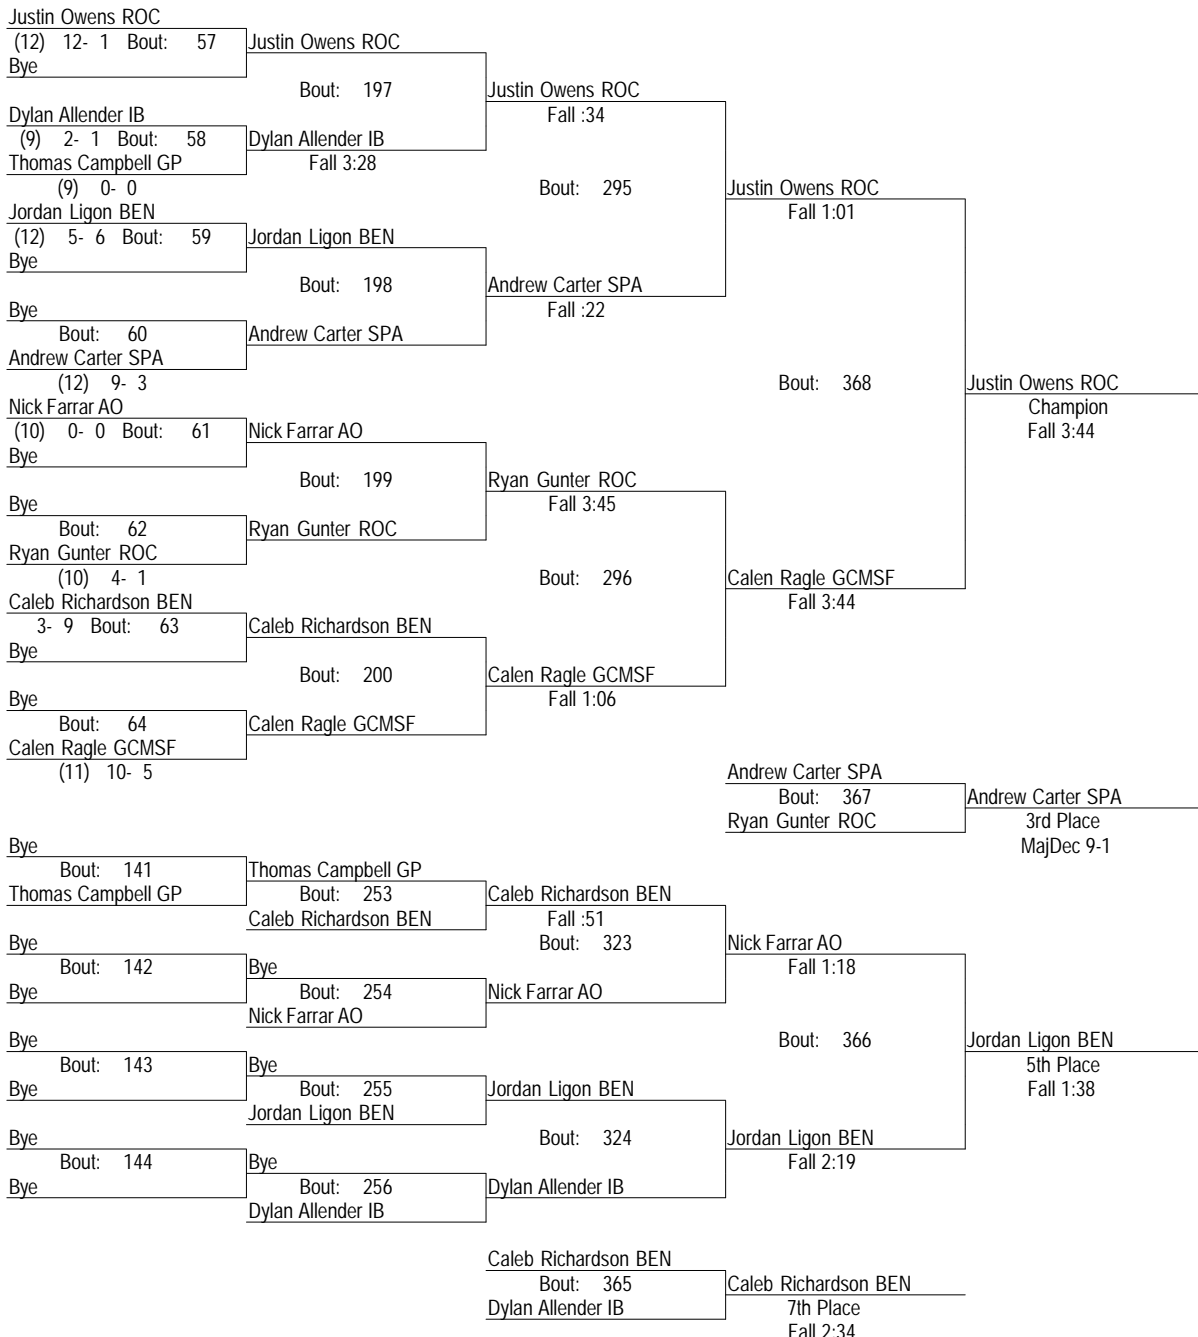 Justin Owens ROC
(12) 12- 1 Bout: 57 Justin Owens ROC
Bye
Bout: 197 Justin Owens ROC
Dylan Allender IB Fall :34
(9) 2- 1 Bout: 58 Dylan Allender IB
Thomas Campbell GP Fall 3:28
(9) 0- 0 Bout: 295 Justin Owens ROC
Jordan Ligon BEN Fall 1:01
(12) 5- 6 Bout: 59 Jordan Ligon BEN
Bye
Bout: 198 Andrew Carter SPA
Bye Fall :22
Bout: 60 Andrew Carter SPA
Andrew Carter SPA
(12) 9- 3 Bout: 368 Justin Owens ROC
Nick Farrar AO Champion
(10) 0- 0 Bout: 61 Nick Farrar AO Fall 3:44
Bye
Bout: 199 Ryan Gunter ROC
Bye Fall 3:45
Bout: 62 Ryan Gunter ROC
Ryan Gunter ROC
(10) 4- 1 Bout: 296 Calen Ragle GCMSF
Caleb Richardson BEN Fall 3:44
3- 9 Bout: 63 Caleb Richardson BEN
Bye
Bout: 200 Calen Ragle GCMSF
Bye Fall 1:06
Bout: 64 Calen Ragle GCMSF
Calen Ragle GCMSF
(11) 10- 5 Andrew Carter SPA
Bout: 367 Andrew Carter SPA
Ryan Gunter ROC 3rd Place
Bye MajDec 9-1
Bout: 141 Thomas Campbell GP
Thomas Campbell GP Bout: 253 Caleb Richardson BEN
Caleb Richardson BEN Fall :51
Bye Bout: 323 Nick Farrar AO
Bout: 142 Bye Fall 1:18
Bye Bout: 254 Nick Farrar AO
Nick Farrar AO
Bye Bout: 366 Jordan Ligon BEN
Bout: 143 Bye 5th Place
Bye Bout: 255 Jordan Ligon BEN Fall 1:38
Jordan Ligon BEN
Bye Bout: 324 Jordan Ligon BEN
Bout: 144 Bye Fall 2:19
Bye Bout: 256 Dylan Allender IB
Dylan Allender IB
Caleb Richardson BEN
Bout: 365 Caleb Richardson BEN
Dylan Allender IB 7th Place
Fall 2:34